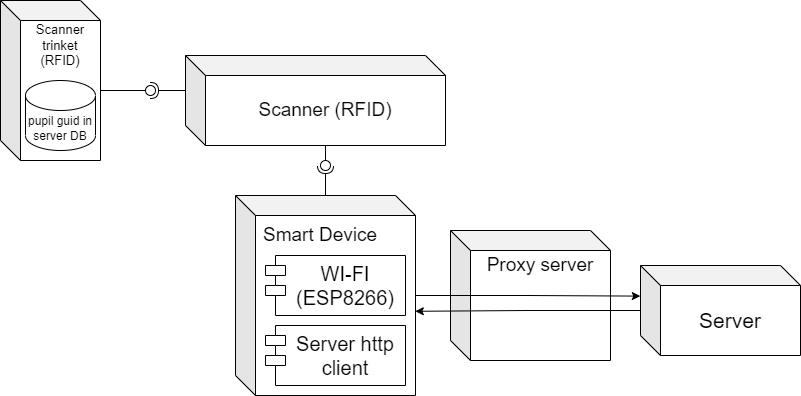 Scanner
trinket
(RFID)
pupil guid in
server DB
Scanner (RFID)
Smart Device
WI-FI
(ESP8266)
Server http
client
Proxy server
Server